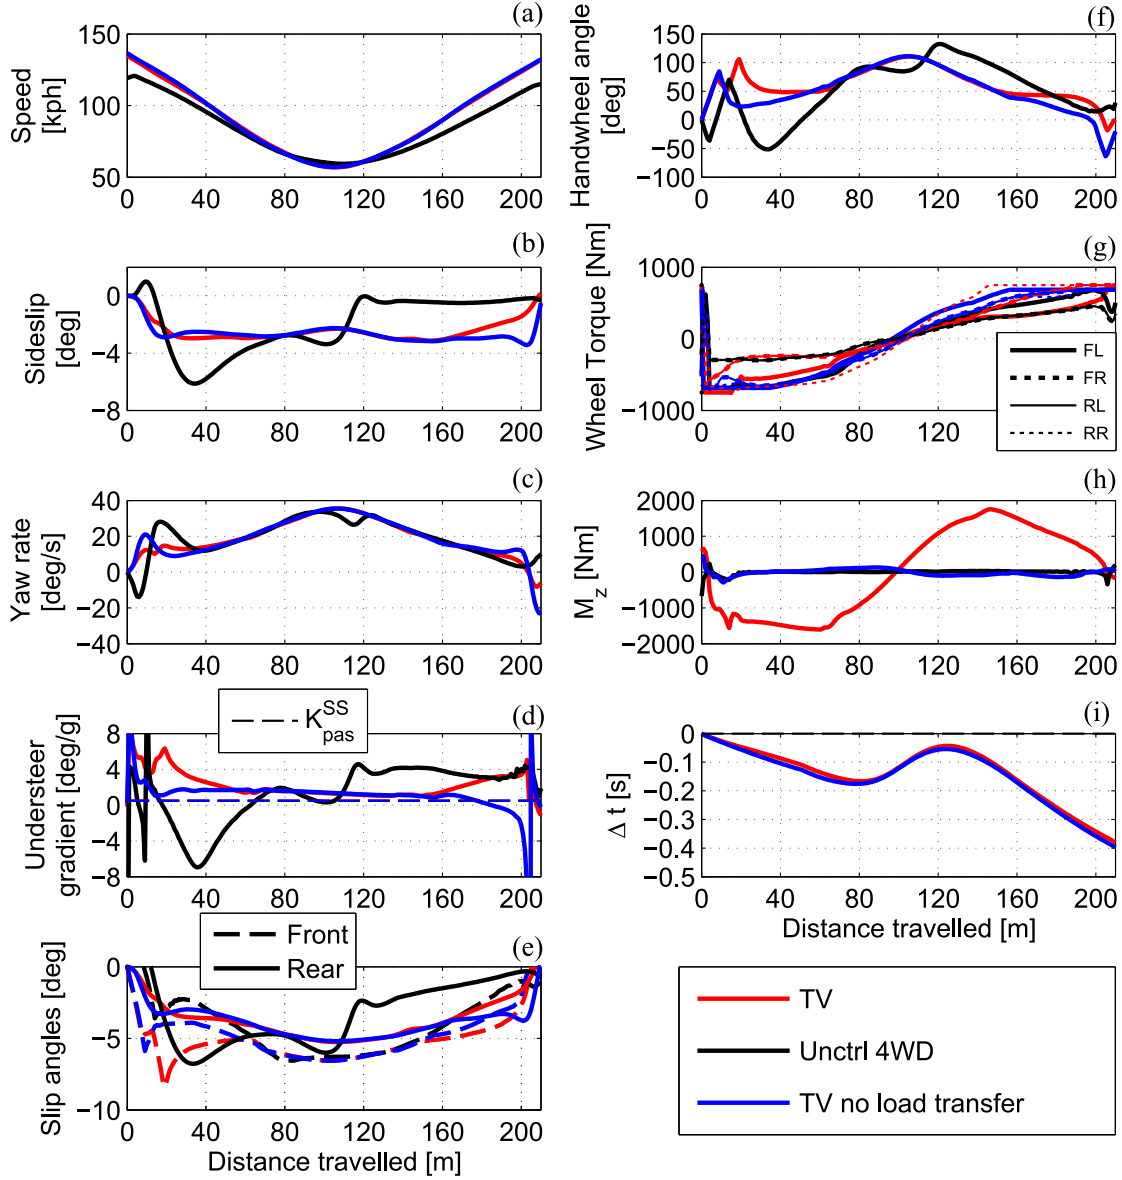 (a)
150
100
50
Speed
[kph]
0 40 80 120 160 200
(b)
0
−4
−8
Sideslip
[deg]
0 40 80 120 160 200
(c)
40
20
0
−20
−40
Yaw rate
[deg/s]
0 40 80 120 160 200
K_pas^SS
(d)
8
4
0
−4
−8
Understeer
gradient [deg/g]
0 40 80 120 160 200
Front
Rear
(e)
0
−5
−10
Slip angles [deg]
0 40 80 120 160 200
Distance travelled [m]
(f)
150
100
50
0
−50
−100
Handwheel angle
[deg]
0 40 80 120 160 200
(g)
1000
0
−1000
Wheel Torque [Nm]
FL
FR
RL
RR
0 40 80 120 160 200
(h)
2000
1000
0
−1000
−2000
M_z [Nm]
0 40 80 120 160 200
(i)
0
−0.1
−0.2
−0.3
−0.4
−0.5
Δ t [s]
0 40 80 120 160 200
Distance travelled [m]
TV
Unctrl 4WD
TV no load transfer